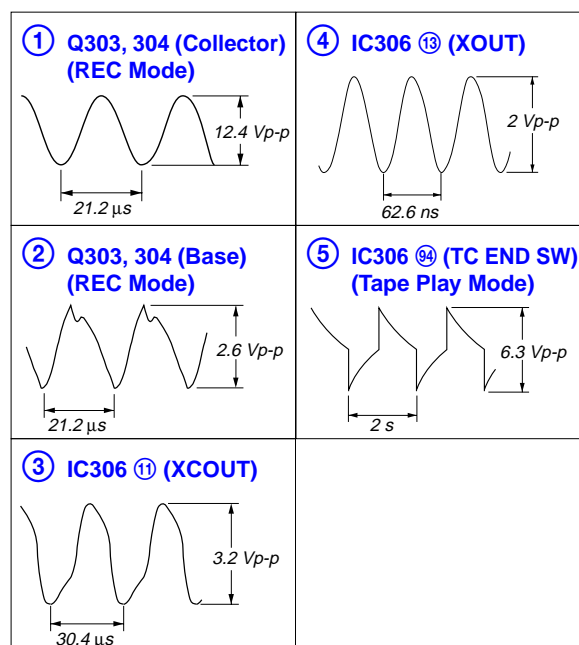 ① Q303, 304 (Collector)
(REC Mode)
12.4 Vp-p
21.2 µs
② Q303, 304 (Base)
(REC Mode)
2.6 Vp-p
21.2 µs
③ IC306 ⑪ (XCOUT)
3.2 Vp-p
30.4 µs
④ IC306 ⑬ (XOUT)
2 Vp-p
62.6 ns
⑤ IC306 (94) (TC END SW)
(Tape Play Mode)
6.3 Vp-p
2 s